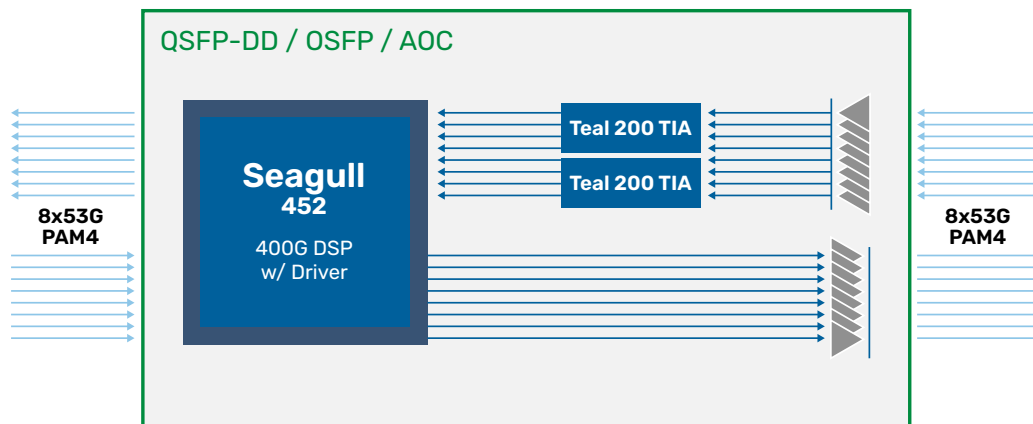 QSFP-DD / OSFP / AOC
Teal 200 TIA
Teal 200 TIA
Seagull
452
400G DSP
w/ Driver
8x53G
PAM4
8x53G
PAM4